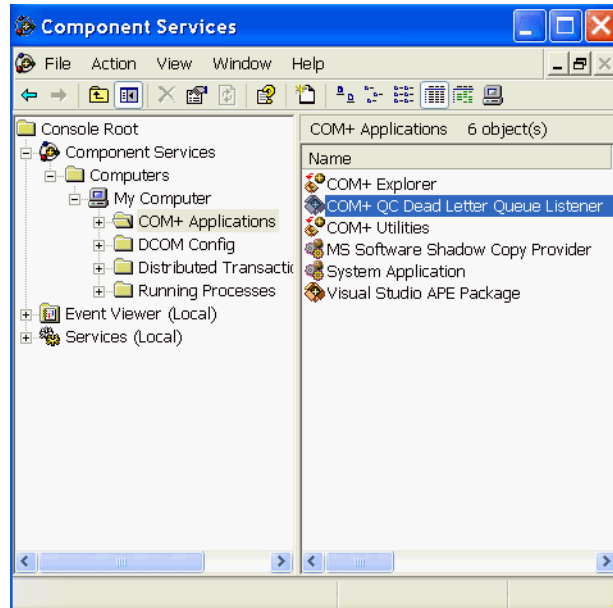 Component Services
File Action View Window Help
Console Root
Component Services
Computers
My Computer
COM+ Applications
DCOM Config
Distributed Transactio
Running Processes
Event Viewer (Local)
Services (Local)
COM+ Applications 6 object(s)
Name
COM+ Explorer
COM+ QC Dead Letter Queue Listener
COM+ Utilities
MS Software Shadow Copy Provider
System Application
Visual Studio APE Package